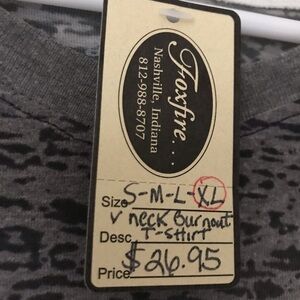 Foxfire...
Nashville, Indiana
812-988-8707
Size S-M-L-XL
V neck Burnout
Desc. T-shirt
Price $26.95